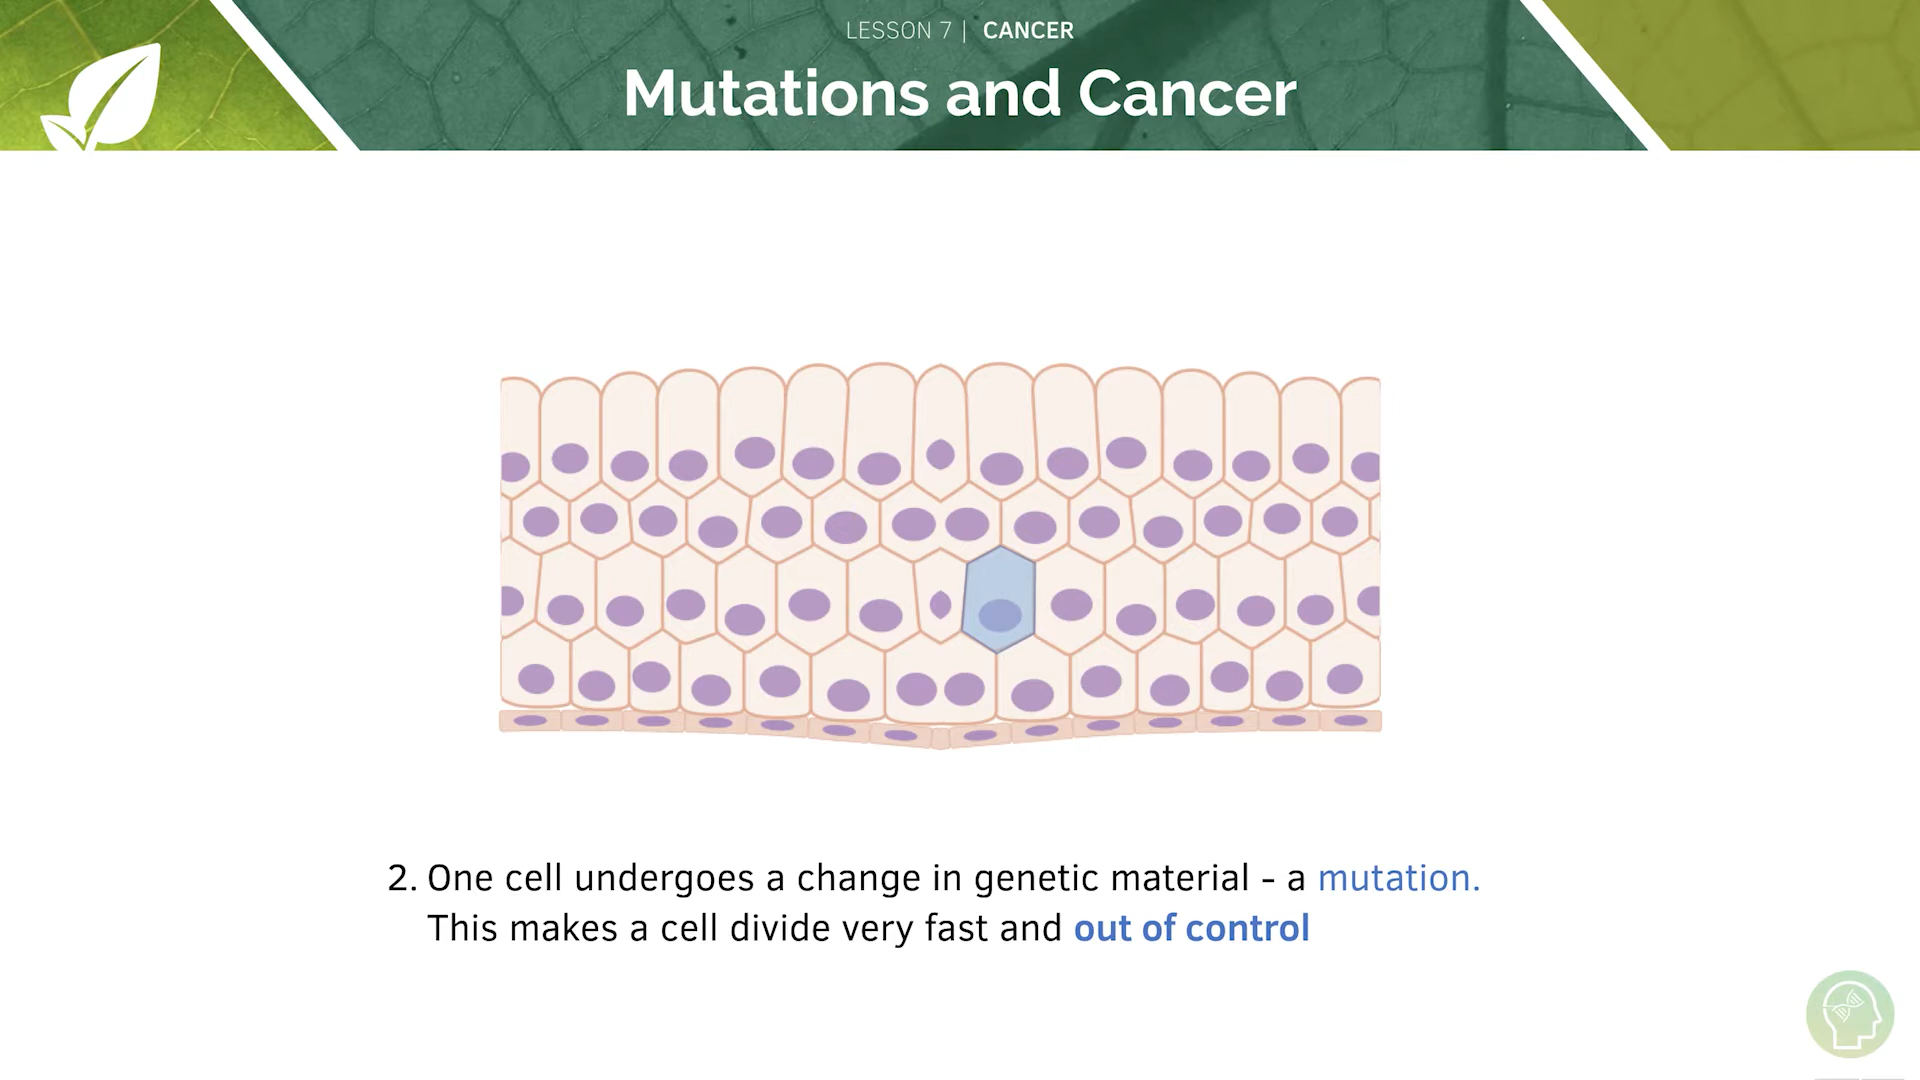 LESSON 7 | CANCER
Mutations and Cancer
2. One cell undergoes a change in genetic material - a mutation.
This makes a cell divide very fast and out of control